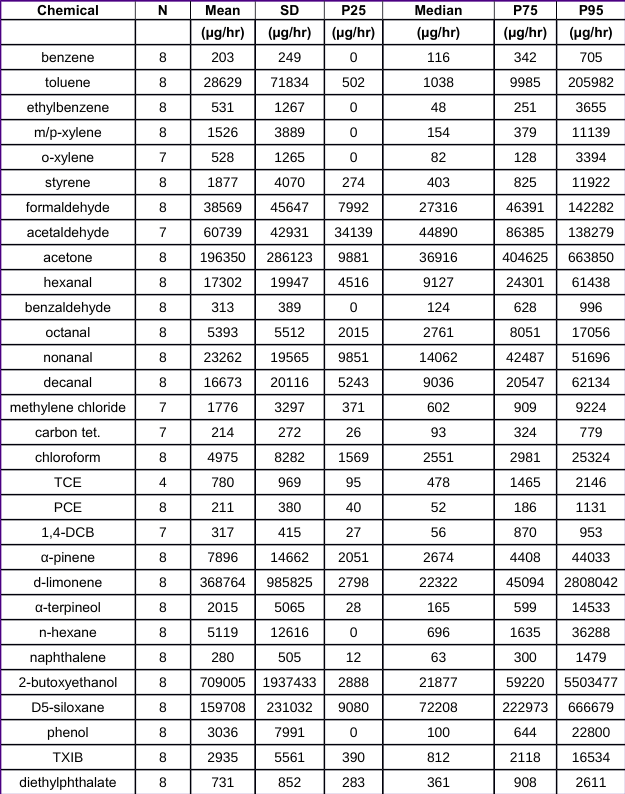 Chemical N Mean SD P25 Median P75 P95
(µg/hr) (µg/hr) (µg/hr) (µg/hr) (µg/hr) (µg/hr)
benzene 8 203 249 0 116 342 705
toluene 8 28629 71834 502 1038 9985 205982
ethylbenzene 8 531 1267 0 48 251 3655
m/p-xylene 8 1526 3889 0 154 379 11139
o-xylene 7 528 1265 0 82 128 3394
styrene 8 1877 4070 274 403 825 11922
formaldehyde 8 38569 45647 7992 27316 46391 142282
acetaldehyde 7 60739 42931 34139 44890 86385 138279
acetone 8 196350 286123 9881 36916 404625 663850
hexanal 8 17302 19947 4516 9127 24301 61438
benzaldehyde 8 313 389 0 124 628 996
octanal 8 5393 5512 2015 2761 8051 17056
nonanal 8 23262 19565 9851 14062 42487 51696
decanal 8 16673 20116 5243 9036 20547 62134
methylene chloride 7 1776 3297 371 602 909 9224
carbon tet. 7 214 272 26 93 324 779
chloroform 8 4975 8282 1569 2551 2981 25324
TCE 4 780 969 95 478 1465 2146
PCE 8 211 380 40 52 186 1131
1,4-DCB 7 317 415 27 56 870 953
α-pinene 8 7896 14662 2051 2674 4408 44033
d-limonene 8 368764 985825 2798 22322 45094 2808042
α-terpineol 8 2015 5065 28 165 599 14533
n-hexane 8 5119 12616 0 696 1635 36288
naphthalene 8 280 505 12 63 300 1479
2-butoxyethanol 8 709005 1937433 2888 21877 59220 5503477
D5-siloxane 8 159708 231032 9080 72208 222973 666679
phenol 8 3036 7991 0 100 644 22800
TXIB 8 2935 5561 390 812 2118 16534
diethylphthalate 8 731 852 283 361 908 2611